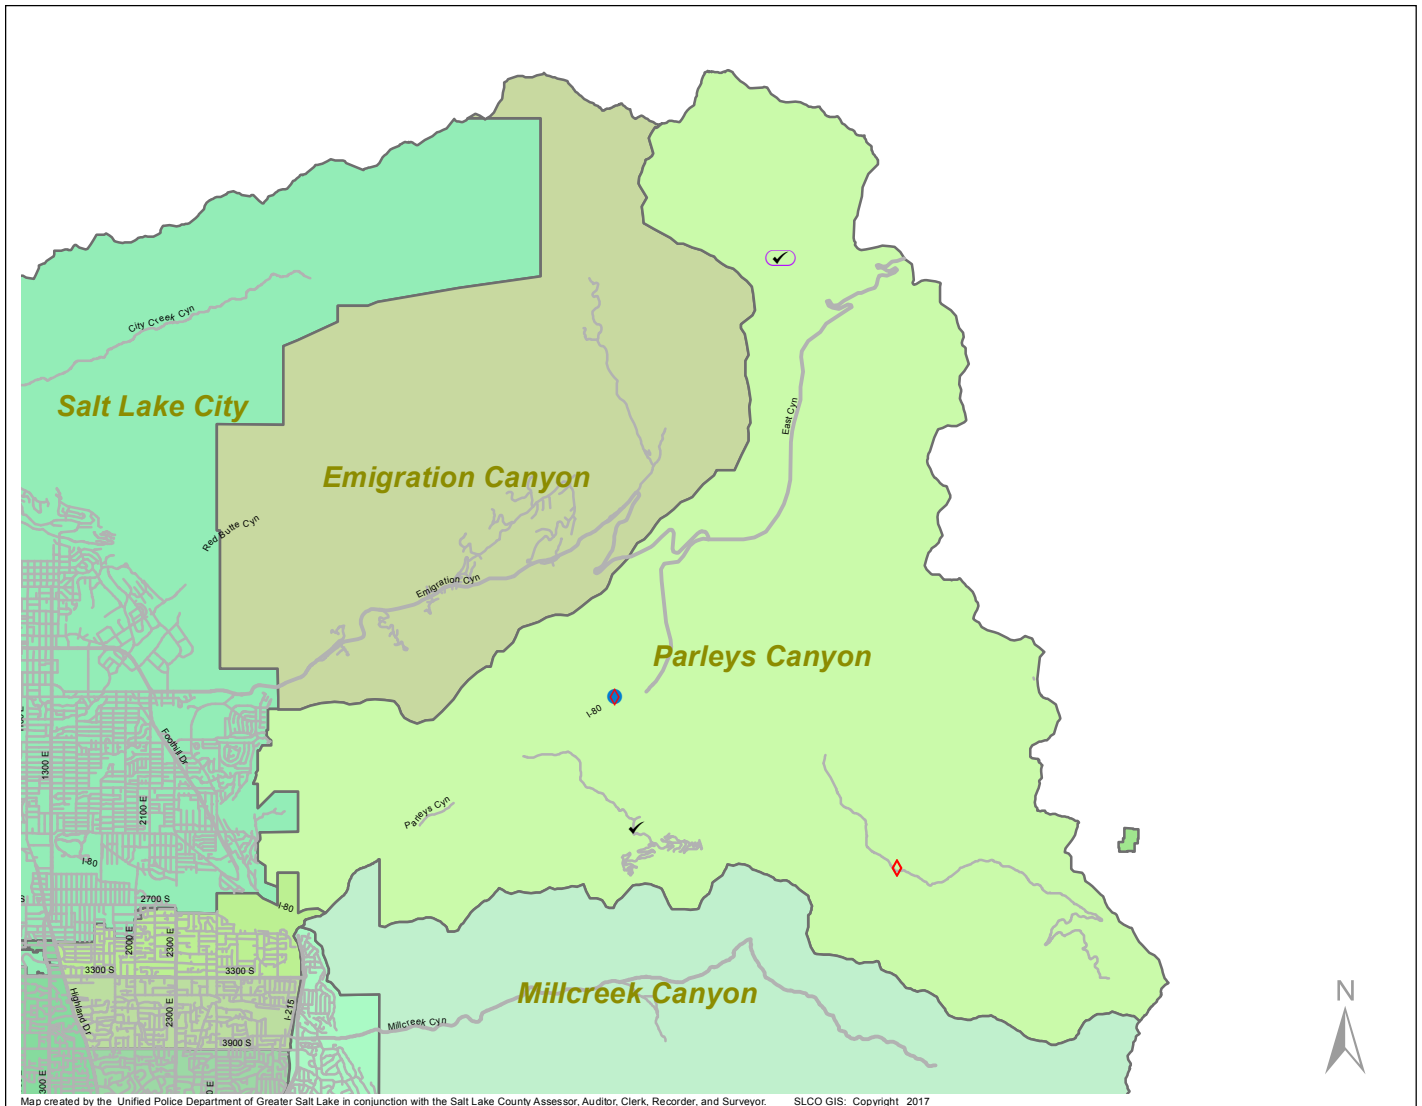 City Creek Cyn
Salt Lake City
East Cyn
Emigration Canyon
Red Butte Cyn
Emigration Cyn
Parleys Canyon
I-80
Foothill Dr
1300 E
2100 E
Parleys Cyn
I-80
2700 S
I-80
S
2000 E
2300 E
3300 S
3300 S
Millcreek Canyon
N
Highland Dr
2300 E
I-215
Millcreek Cyn
3900 S
300 E
Map created by the Unified Police Department of Greater Salt Lake in conjunction with the Salt Lake County Assessor, Auditor, Clerk, Recorder, and Surveyor. SLCO GIS: Copyright 2017